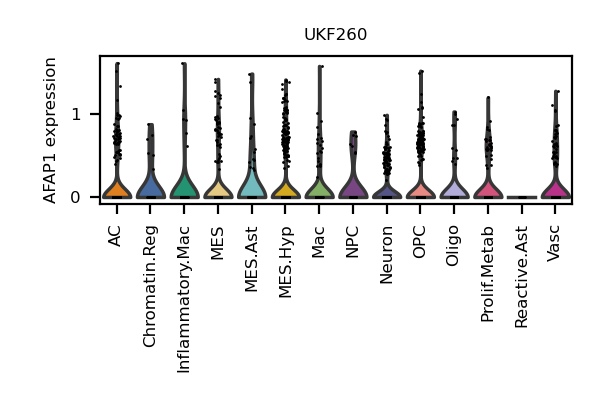 UKF260
AFAP1 expression
1
0
AC
Chromatin.Reg
Inflammatory.Mac
MES
MES.Ast
MES.Hyp
Mac
NPC
Neuron
OPC
Oligo
Prolif.Metab
Reactive.Ast
Vasc